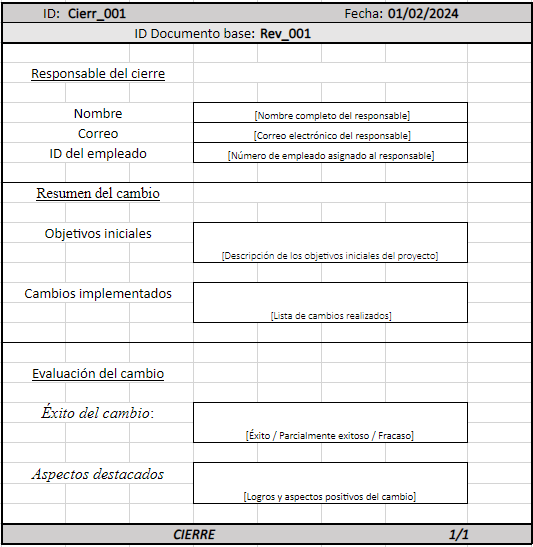 ID: Cierr_001 Fecha: 01/02/2024
ID Documento base: Rev_001
Responsable del cierre
Nombre [Nombre completo del responsable]
Correo [Correo electrónico del responsable]
ID del empleado [Número de empleado asignado al responsable]
Resumen del cambio
Objetivos iniciales
[Descripción de los objetivos iniciales del proyecto]
Cambios implementados
[Lista de cambios realizados]
Evaluación del cambio
Éxito del cambio:
[Éxito / Parcialmente exitoso / Fracaso]
Aspectos destacados
[Logros y aspectos positivos del cambio]
CIERRE 1/1